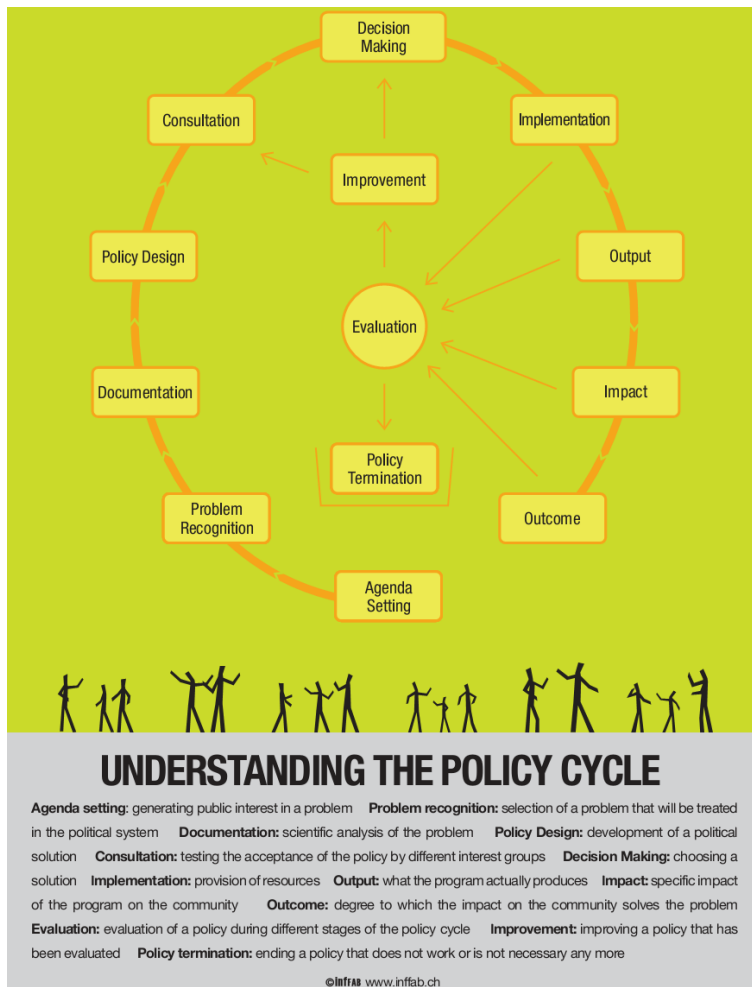 Decision
Making
Consultation
Implementation
Improvement
Policy Design
Output
Evaluation
Documentation
Impact
Policy
Termination
Problem
Recognition
Outcome
Agenda
Setting
UNDERSTANDING THE POLICY CYCLE
Agenda setting: generating public interest in a problem Problem recognition: selection of a problem that will be treated
in the political system Documentation: scientific analysis of the problem Policy Design: development of a political
solution Consultation: testing the acceptance of the policy by different interest groups Decision Making: choosing a
solution Implementation: provision of resources Output: what the program actually produces Impact: specific impact
of the program on the community Outcome: degree to which the impact on the community solves the problem
Evaluation: evaluation of a policy during different stages of the policy cycle Improvement: improving a policy that has
been evaluated Policy termination: ending a policy that does not work or is not necessary any more
©infFAB www.inffab.ch